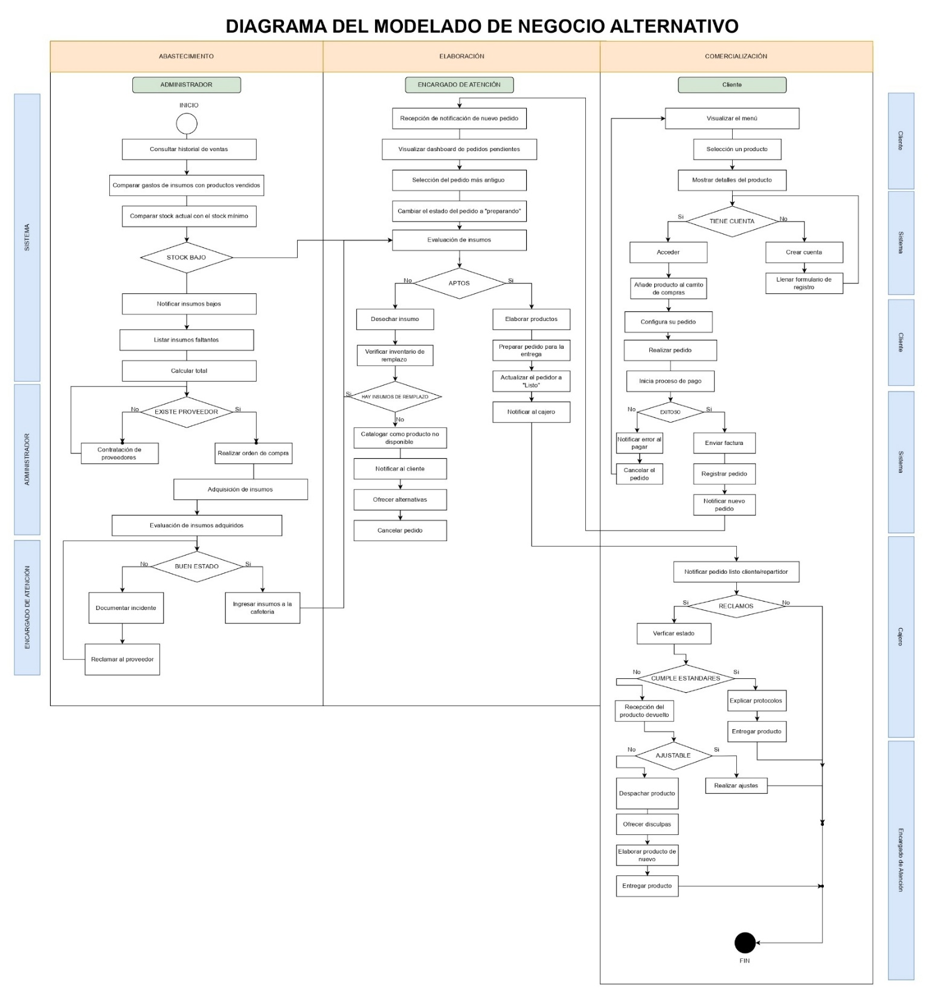 DIAGRAMA DEL MODELADO DE NEGOCIO ALTERNATIVO
ABASTECIMIENTO
ELABORACIÓN
COMERCIALIZACIÓN
ADMINISTRADOR
ENCARGADO DE ATENCIÓN
Cliente
SISTEMA
ADMINISTRADOR
ENCARGADO DE ATENCIÓN
INICIO
Consultar historial de ventas
Comparar gastos de insumos con productos vendidos
Comparar stock actual con el stock mínimo
STOCK BAJO
Notificar insumos bajos
Listar insumos faltantes
Calcular total
EXISTE PROVEEDOR
No
Si
Contratación de
proveedores
Realizar orden de compra
Adquisición de insumos
Evaluación de insumos adquiridos
BUEN ESTADO
No
Si
Documentar incidente
Ingresar insumos a la
cafeteria
Reclamar al proveedor
Recepción de notificación de nuevo pedido
Visualizar dashboard de pedidos pendientes
Selección del pedido más antiguo
Cambiar el estado del pedido a "preparando"
Evaluación de insumos
APTOS
No
Si
Desechar insumo
Verificar inventario de
remplazo
HAY INSUMOS DE REMPLAZO
Si
No
Catalogar como producto no
disponible
Notificar al cliente
Ofrecer alternativas
Cancelar pedido
Elaborar productos
Preparar pedido para la
entrega
Actualizar el pedidor a
"Listo"
Notificar al cajero
Visualizar el menú
Selección un producto
Mostrar detalles del producto
TIENE CUENTA
Si
No
Acceder
Crear cuenta
Llenar formulario de
registro
Añade producto al carrito
de compras
Configura su pedido
Realizar pedido
Inicia proceso de pago
EXITOSO
No
Si
Notificar error al
pagar
Cancelar el
pedido
Enviar factura
Registrar pedido
Notificar nuevo
pedido
Notificar pedido listo cliente/repartidor
RECLAMOS
Si
No
Verficar estado
CUMPLE ESTANDARES
No
Si
Recepción del
producto devuelto
Explicar protocolos
Entregar producto
AJUSTABLE
No
Si
Despachar producto
Realizar ajustes
Ofrecer disculpas
Elaborar producto de
nuevo
Entregar producto
FIN
Cliente
Sistema
Cliente
Sistema
Cajero
Encargado de Atención